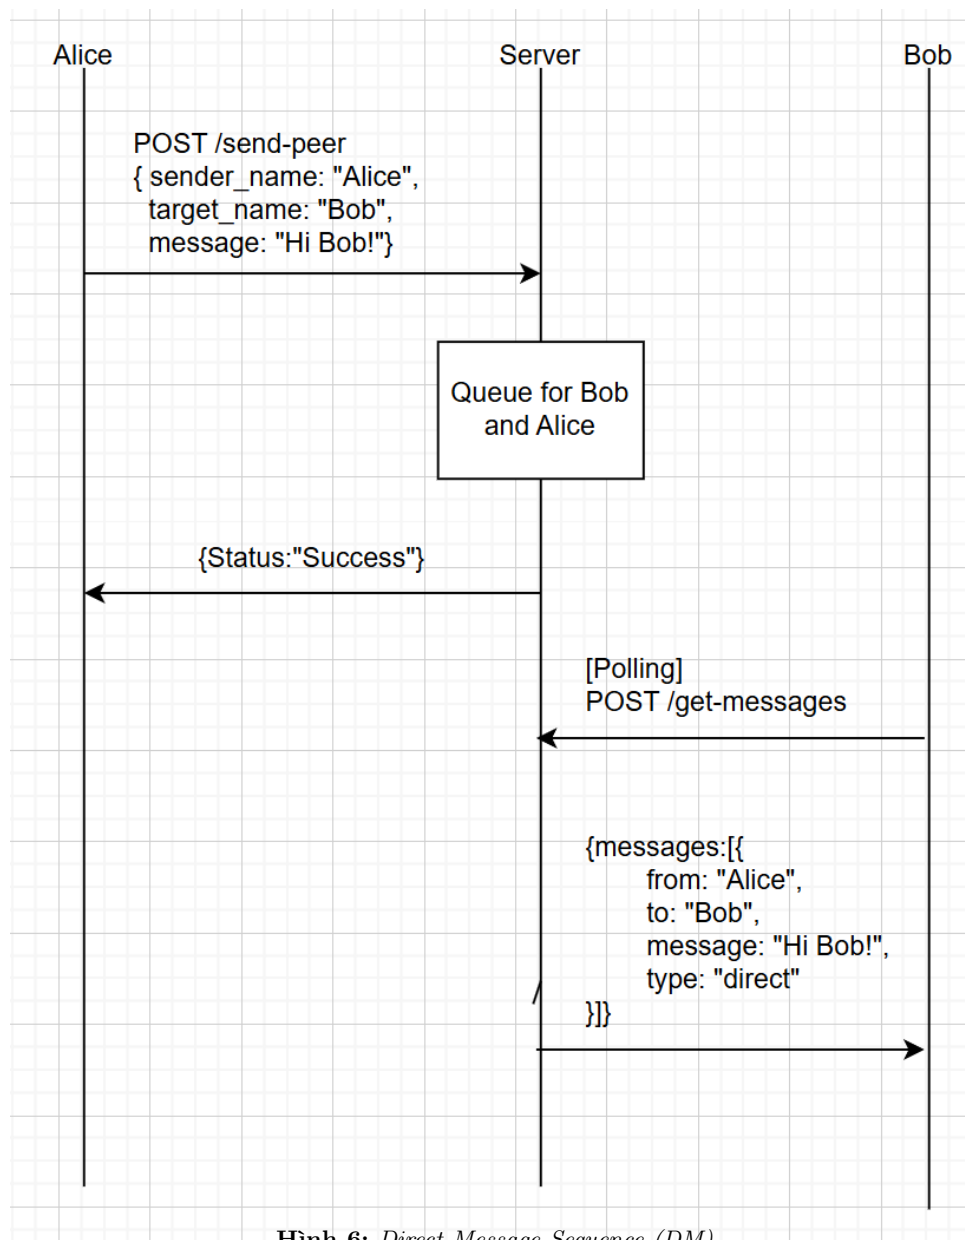 Alice
Server
Bob
POST /send-peer
{ sender_name: "Alice",
target_name: "Bob",
message: "Hi Bob!"}
Queue for Bob
and Alice
{Status:"Success"}
[Polling]
POST /get-messages
{messages:[{
from: "Alice",
to: "Bob",
message: "Hi Bob!",
type: "direct"
}]}
Hình 6: Direct Message Sequence (DM)